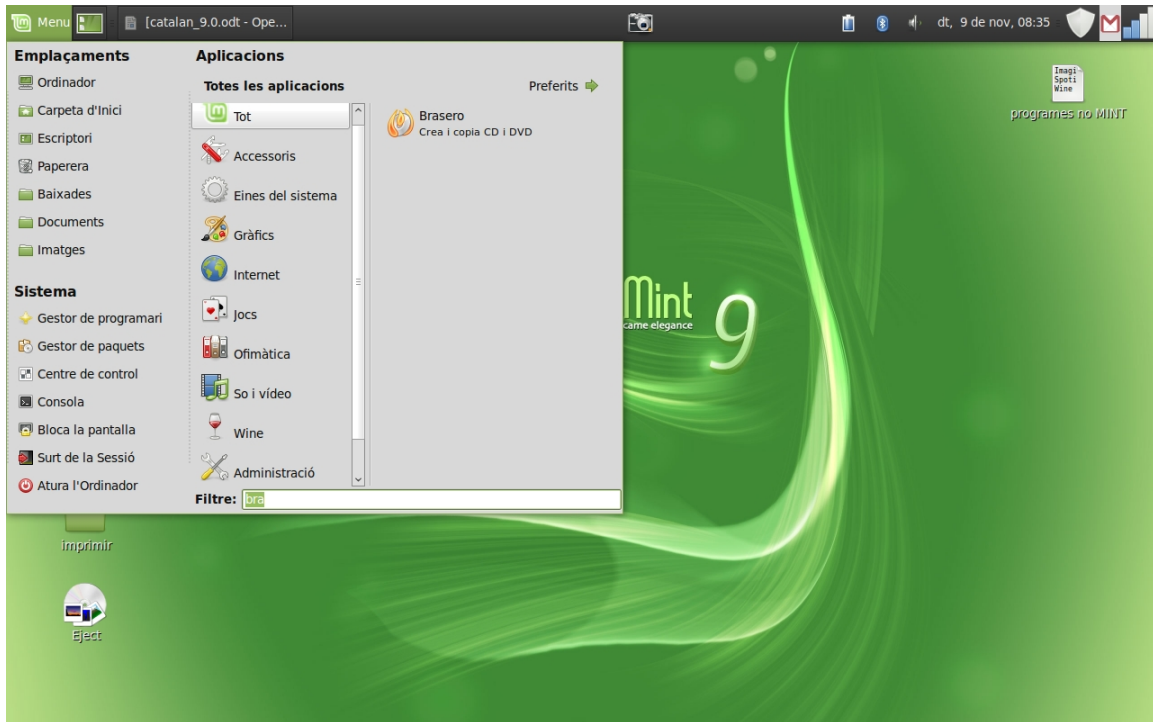 Menu
[catalan_9.0.odt - Ope...
dt, 9 de nov, 08:35
Emplaçaments
Ordinador
Carpeta d'Inici
Escriptori
Paperera
Baixades
Documents
Imatges
Sistema
Gestor de programari
Gestor de paquets
Centre de control
Consola
Bloca la pantalla
Surt de la Sessió
Atura l'Ordinador
Aplicacions
Totes les aplicacions
Preferits
Tot
Accessoris
Eines del sistema
Gràfics
Internet
Jocs
Ofimàtica
So i vídeo
Wine
Administració
Brasero
Crea i copia CD i DVD
Filtre: bra
Imagi
Spoti
Wine
programes no MINT
Mint 9
came elegance
imprimir
Eject